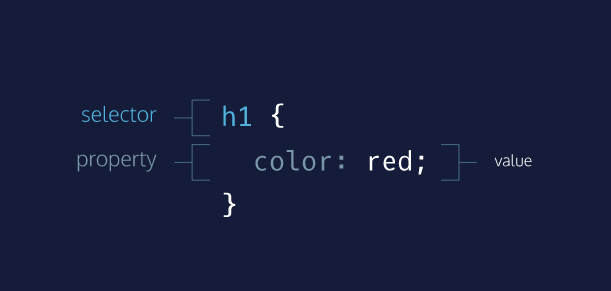 selector h1 {
property color: red; value
}